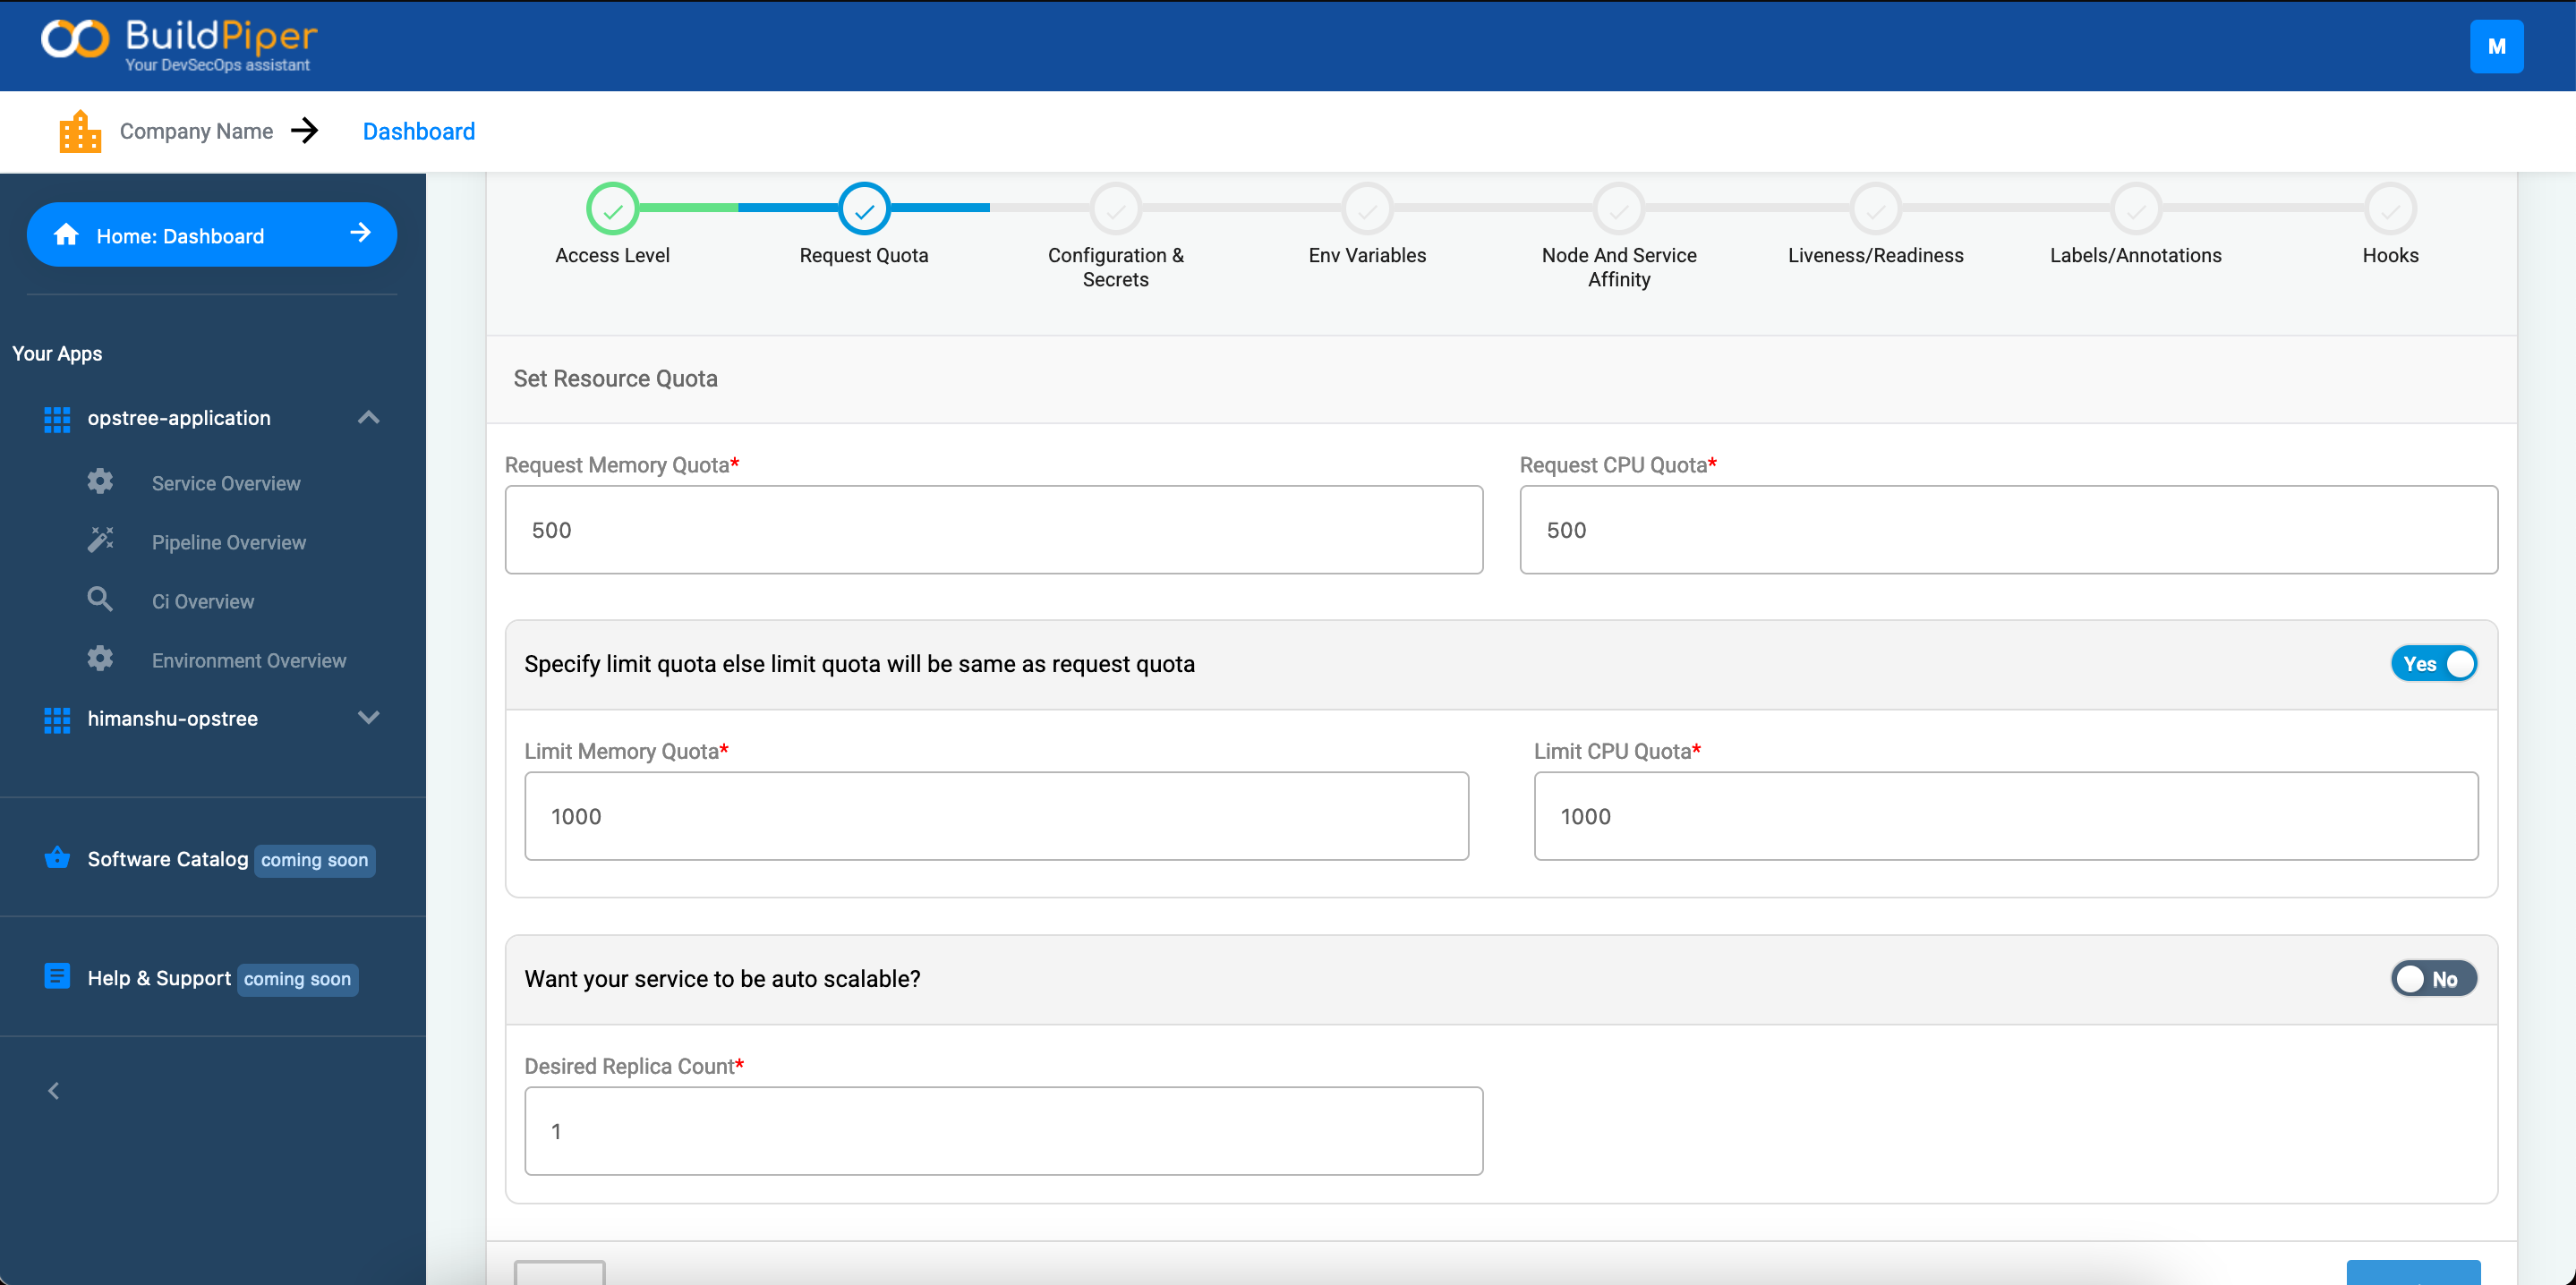 BuildPiper
Your DevSecOps assistant
M
Company Name
Dashboard
Home: Dashboard
Your Apps
opstree-application
Service Overview
Pipeline Overview
Ci Overview
Environment Overview
himanshu-opstree
Software Catalog coming soon
Help & Support coming soon
Access Level
Request Quota
Configuration &
Secrets
Env Variables
Node And Service
Affinity
Liveness/Readiness
Labels/Annotations
Hooks
Set Resource Quota
Request Memory Quota*
500
Request CPU Quota*
500
Specify limit quota else limit quota will be same as request quota
Yes
Limit Memory Quota*
1000
Limit CPU Quota*
1000
Want your service to be auto scalable?
No
Desired Replica Count*
1